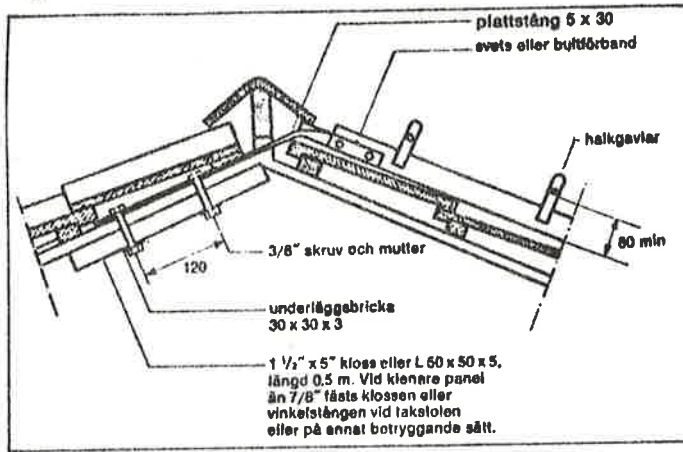 plattstång 5 x 30
svets eller bultförband
halkgavlar
80 min
3/8" skruv och mutter
120
underläggsbricka
30 x 30 x 3
1 1/2" x 5" kloss eller L 60 x 50 x 5,
längd 0,5 m. Vid klenare panel
än 7/8" fästs klossen eller
vinkelstången vid takstolen
eller på annat betryggande sätt.